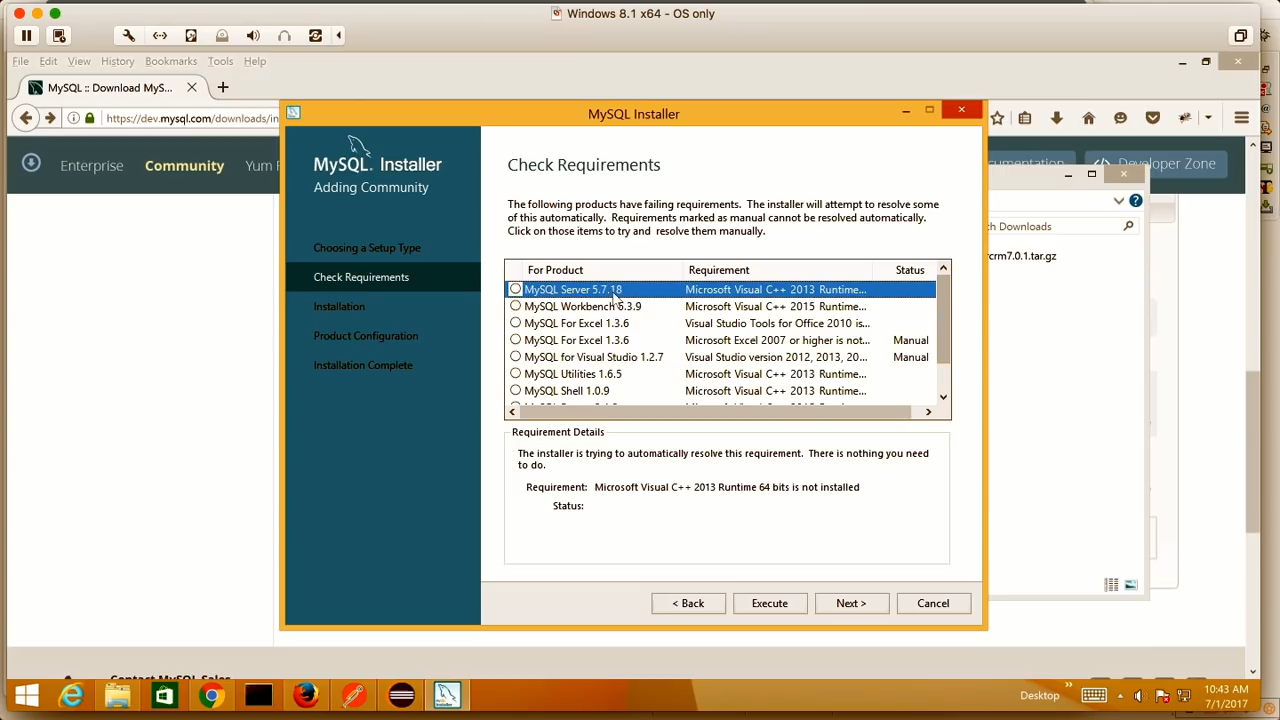 Windows 8.1 x64 - OS only
File Edit View History Bookmarks Tools Help
MySQL :: Download MyS...
https://dev.mysql.com/downloads/in
MySQL Installer
Enterprise Community Yum
Developer Zone
MySQL Installer
Adding Community
Choosing a Setup Type
Check Requirements
Installation
Product Configuration
Installation Complete
Check Requirements
The following products have failing requirements. The installer will attempt to resolve some
of this automatically. Requirements marked as manual cannot be resolved automatically.
Click on those items to try and resolve them manually.
For Product Requirement Status
MySQL Server 5.7.18 Microsoft Visual C++ 2013 Runtime...
MySQL Workbench 6.3.9 Microsoft Visual C++ 2015 Runtime...
MySQL For Excel 1.3.6 Visual Studio Tools for Office 2010 is...
MySQL For Excel 1.3.6 Microsoft Excel 2007 or higher is not... Manual
MySQL for Visual Studio 1.2.7 Visual Studio version 2012, 2013, 20... Manual
MySQL Utilities 1.6.5 Microsoft Visual C++ 2013 Runtime...
MySQL Shell 1.0.9 Microsoft Visual C++ 2013 Runtime...
Requirement Details
The installer is trying to automatically resolve this requirement. There is nothing you need
to do.
Requirement: Microsoft Visual C++ 2013 Runtime 64 bits is not installed
Status:
< Back Execute Next > Cancel
ch Downloads
rcrm7.0.1.tar.gz
Contact MySQL Sales
Desktop
10:43 AM
7/1/2017